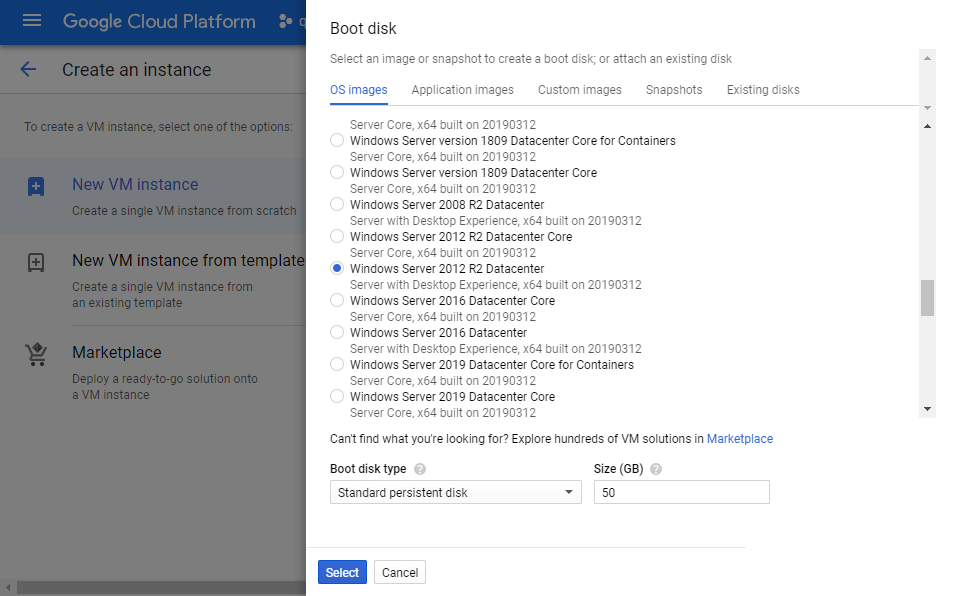 Google Cloud Platform
Create an instance
To create a VM instance, select one of the options:
New VM instance
Create a single VM instance from scratch
New VM instance from template
Create a single VM instance from
an existing template
Marketplace
Deploy a ready-to-go solution onto
a VM instance
Boot disk
Select an image or snapshot to create a boot disk; or attach an existing disk
OS images Application images Custom images Snapshots Existing disks
Server Core, x64 built on 20190312
Windows Server version 1809 Datacenter Core for Containers
Server Core, x64 built on 20190312
Windows Server version 1809 Datacenter Core
Server Core, x64 built on 20190312
Windows Server 2008 R2 Datacenter
Server with Desktop Experience, x64 built on 20190312
Windows Server 2012 R2 Datacenter Core
Server Core, x64 built on 20190312
Windows Server 2012 R2 Datacenter
Server with Desktop Experience, x64 built on 20190312
Windows Server 2016 Datacenter Core
Server Core, x64 built on 20190312
Windows Server 2016 Datacenter
Server with Desktop Experience, x64 built on 20190312
Windows Server 2019 Datacenter Core for Containers
Server Core, x64 built on 20190312
Windows Server 2019 Datacenter Core
Server Core, x64 built on 20190312
Can't find what you're looking for? Explore hundreds of VM solutions in Marketplace
Boot disk type ? Size (GB) ?
Standard persistent disk 50
Select Cancel